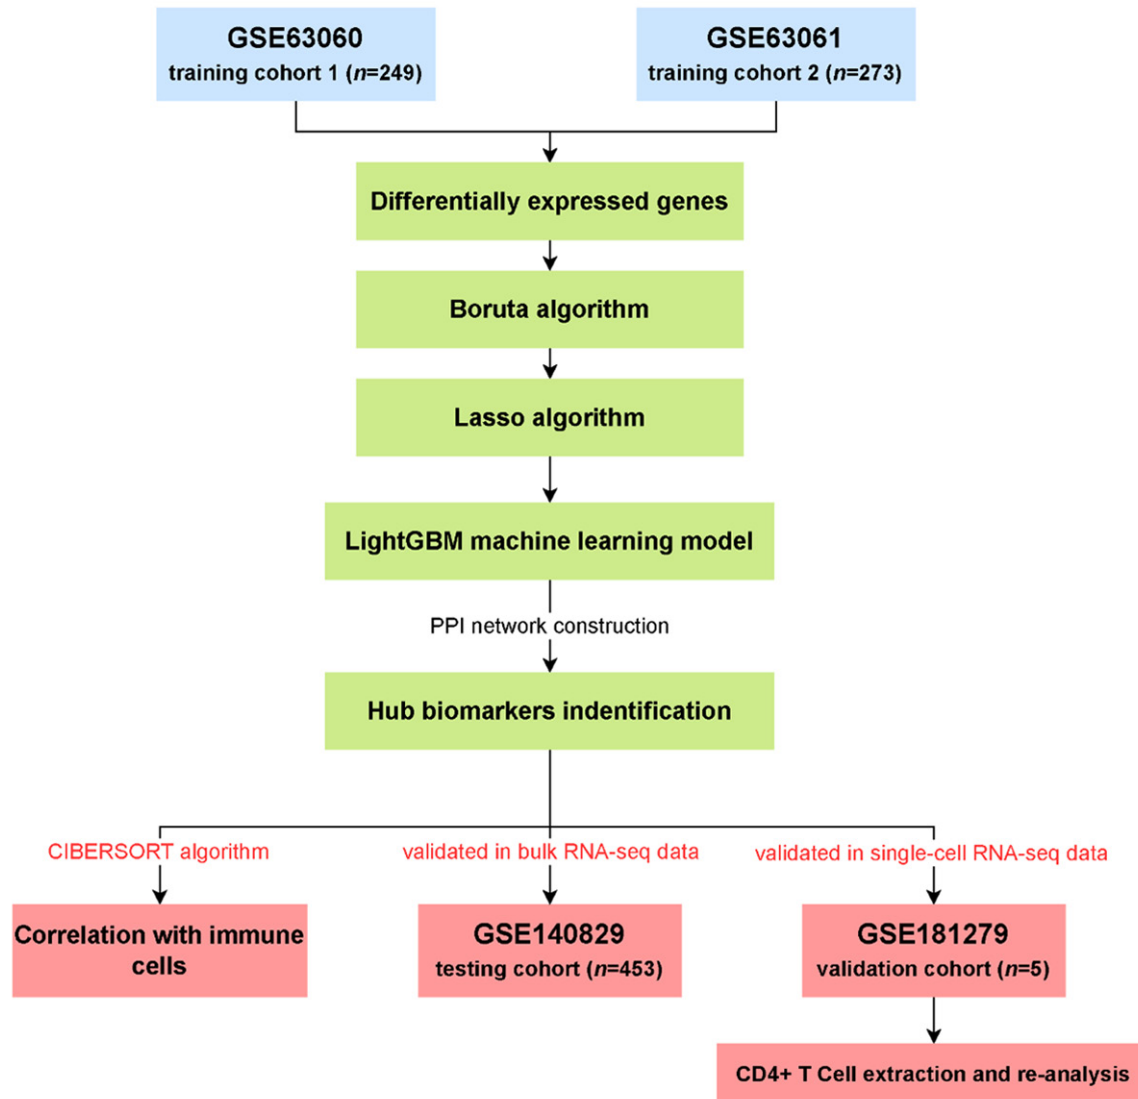 GSE63060
training cohort 1 (n=249)
GSE63061
training cohort 2 (n=273)
Differentially expressed genes
Boruta algorithm
Lasso algorithm
LightGBM machine learning model
PPI network construction
Hub biomarkers indentification
CIBERSORT algorithm
validated in bulk RNA-seq data
validated in single-cell RNA-seq data
Correlation with immune
cells
GSE140829
testing cohort (n=453)
GSE181279
validation cohort (n=5)
CD4+ T Cell extraction and re-analysis